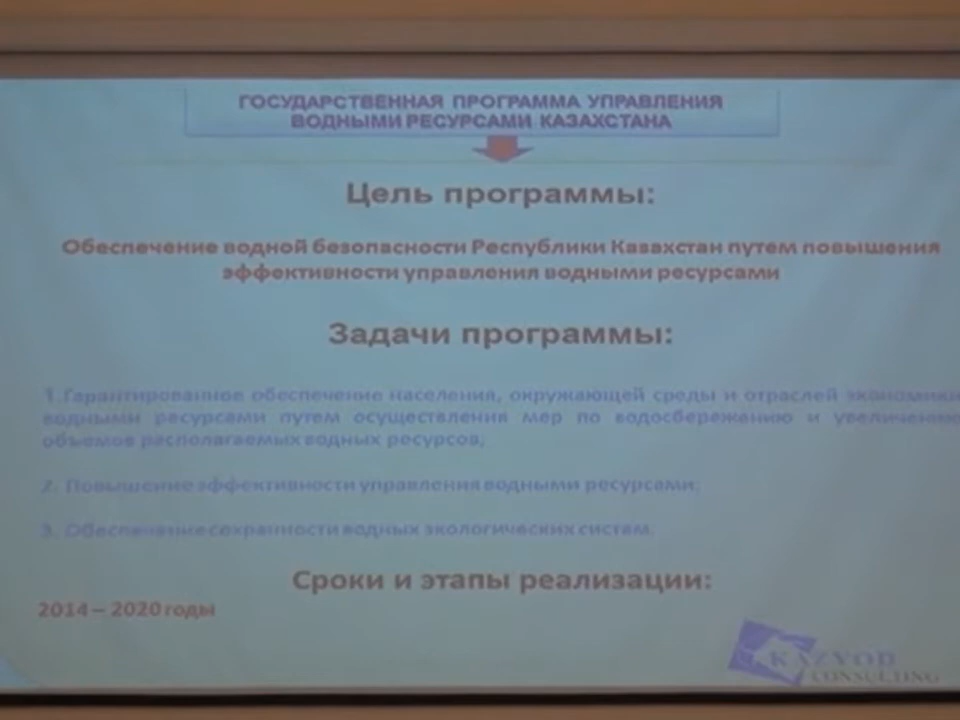 ГОСУДАРСТВЕННАЯ ПРОГРАММА УПРАВЛЕНИЯ
ВОДНЫМИ РЕСУРСАМИ КАЗАХСТАНА
Цель программы:
Обеспечение водной безопасности Республики Казахстан путем повышения
эффективности управления водными ресурсами
Задачи программы:
1.Гарантированное обеспечение населения, окружающей среды и отраслей экономики
водными ресурсами путем осуществления мер по водосбережению и увеличению
объемов располагаемых водных ресурсов;
2. Повышение эффективности управления водными ресурсами;
3. Обеспечение сохранности водных экологических систем.
Сроки и этапы реализации:
2014 – 2020 годы
KAZVOD
CONSULTING